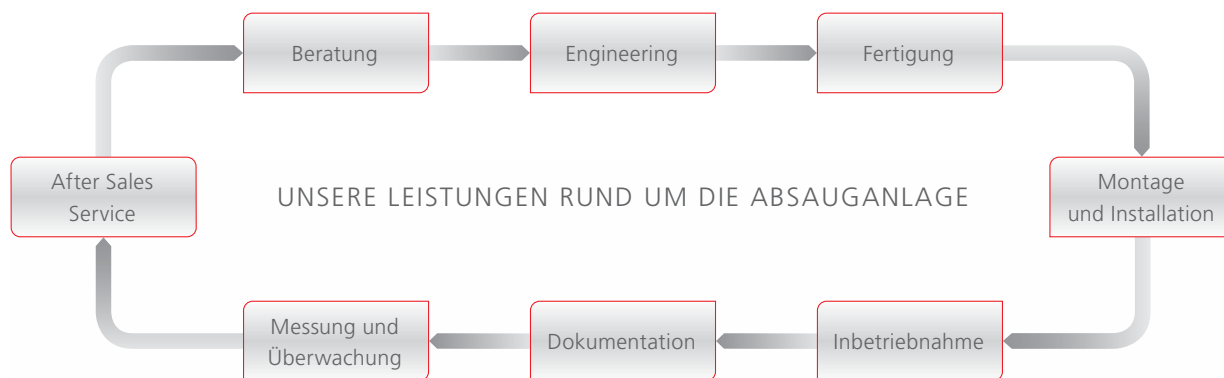 Beratung
Engineering
Fertigung
After Sales
Service
UNSERE LEISTUNGEN RUND UM DIE ABSAUGANLAGE
Montage
und Installation
Messung und
Überwachung
Dokumentation
Inbetriebnahme